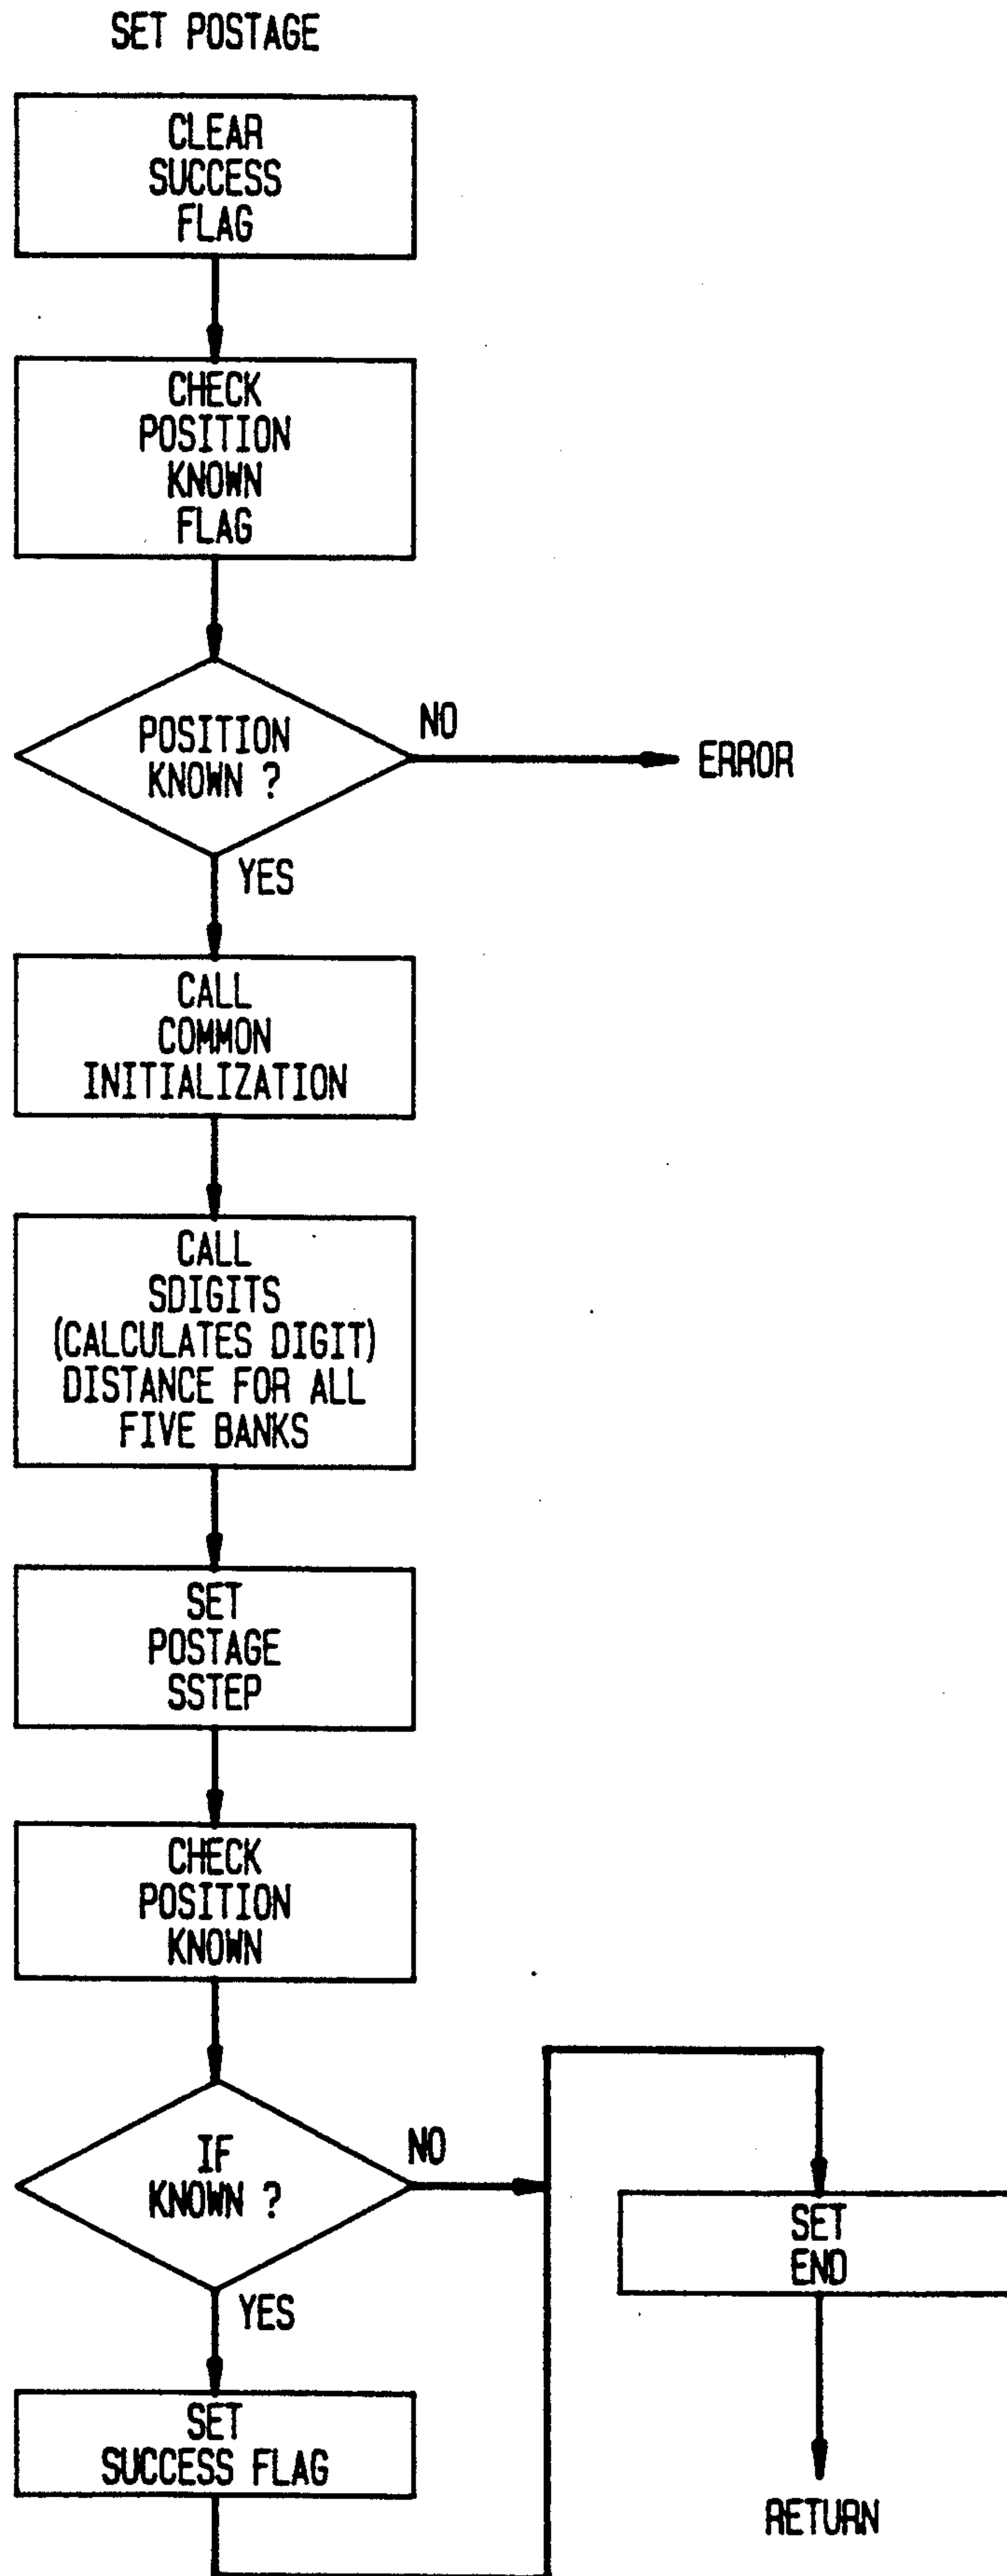 SET POSTAGE
CLEAR
SUCCESS
FLAG
CHECK
POSITION
KNOWN
FLAG
POSITION
KNOWN ?
NO
ERROR
YES
CALL
COMMON
INITIALIZATION
CALL
SDIGITS
(CALCULATES DIGIT)
DISTANCE FOR ALL
FIVE BANKS
SET
POSTAGE
SSTEP
CHECK
POSITION
KNOWN
IF
KNOWN ?
NO
YES
SET
SUCCESS FLAG
SET
END
RETURN